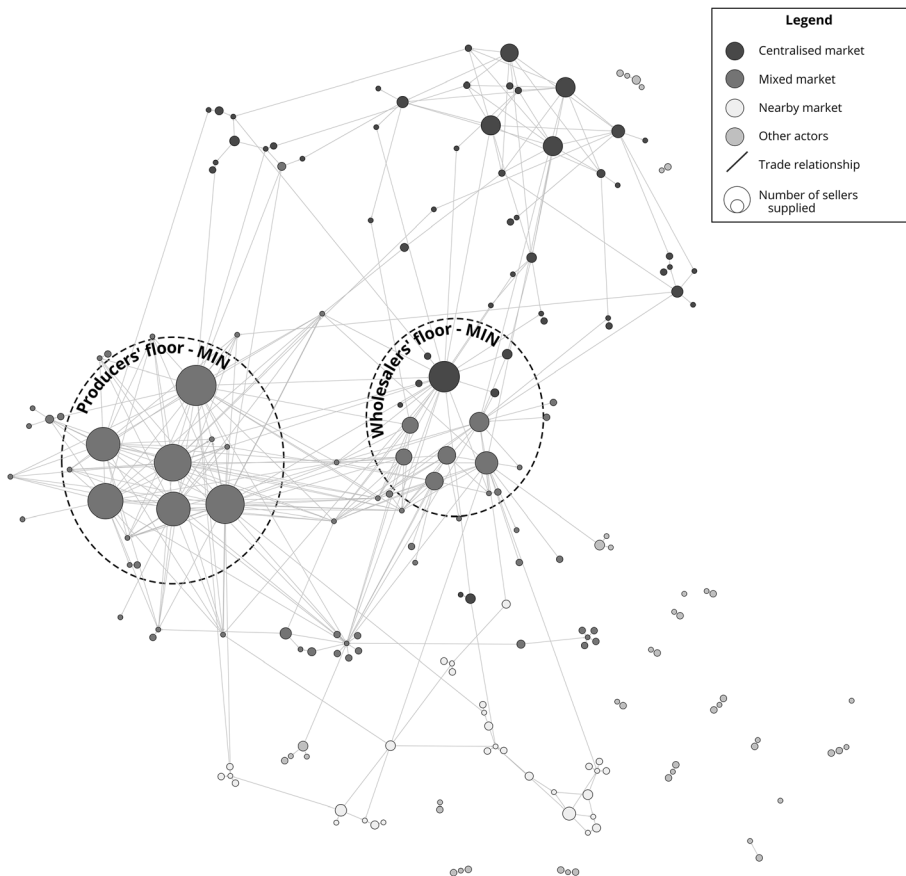 Legend
Centralised market
Mixed market
Nearby market
Other actors
Trade relationship
Number of sellers
supplied
Producers' floor - MIN
Wholesalers' floor - MIN